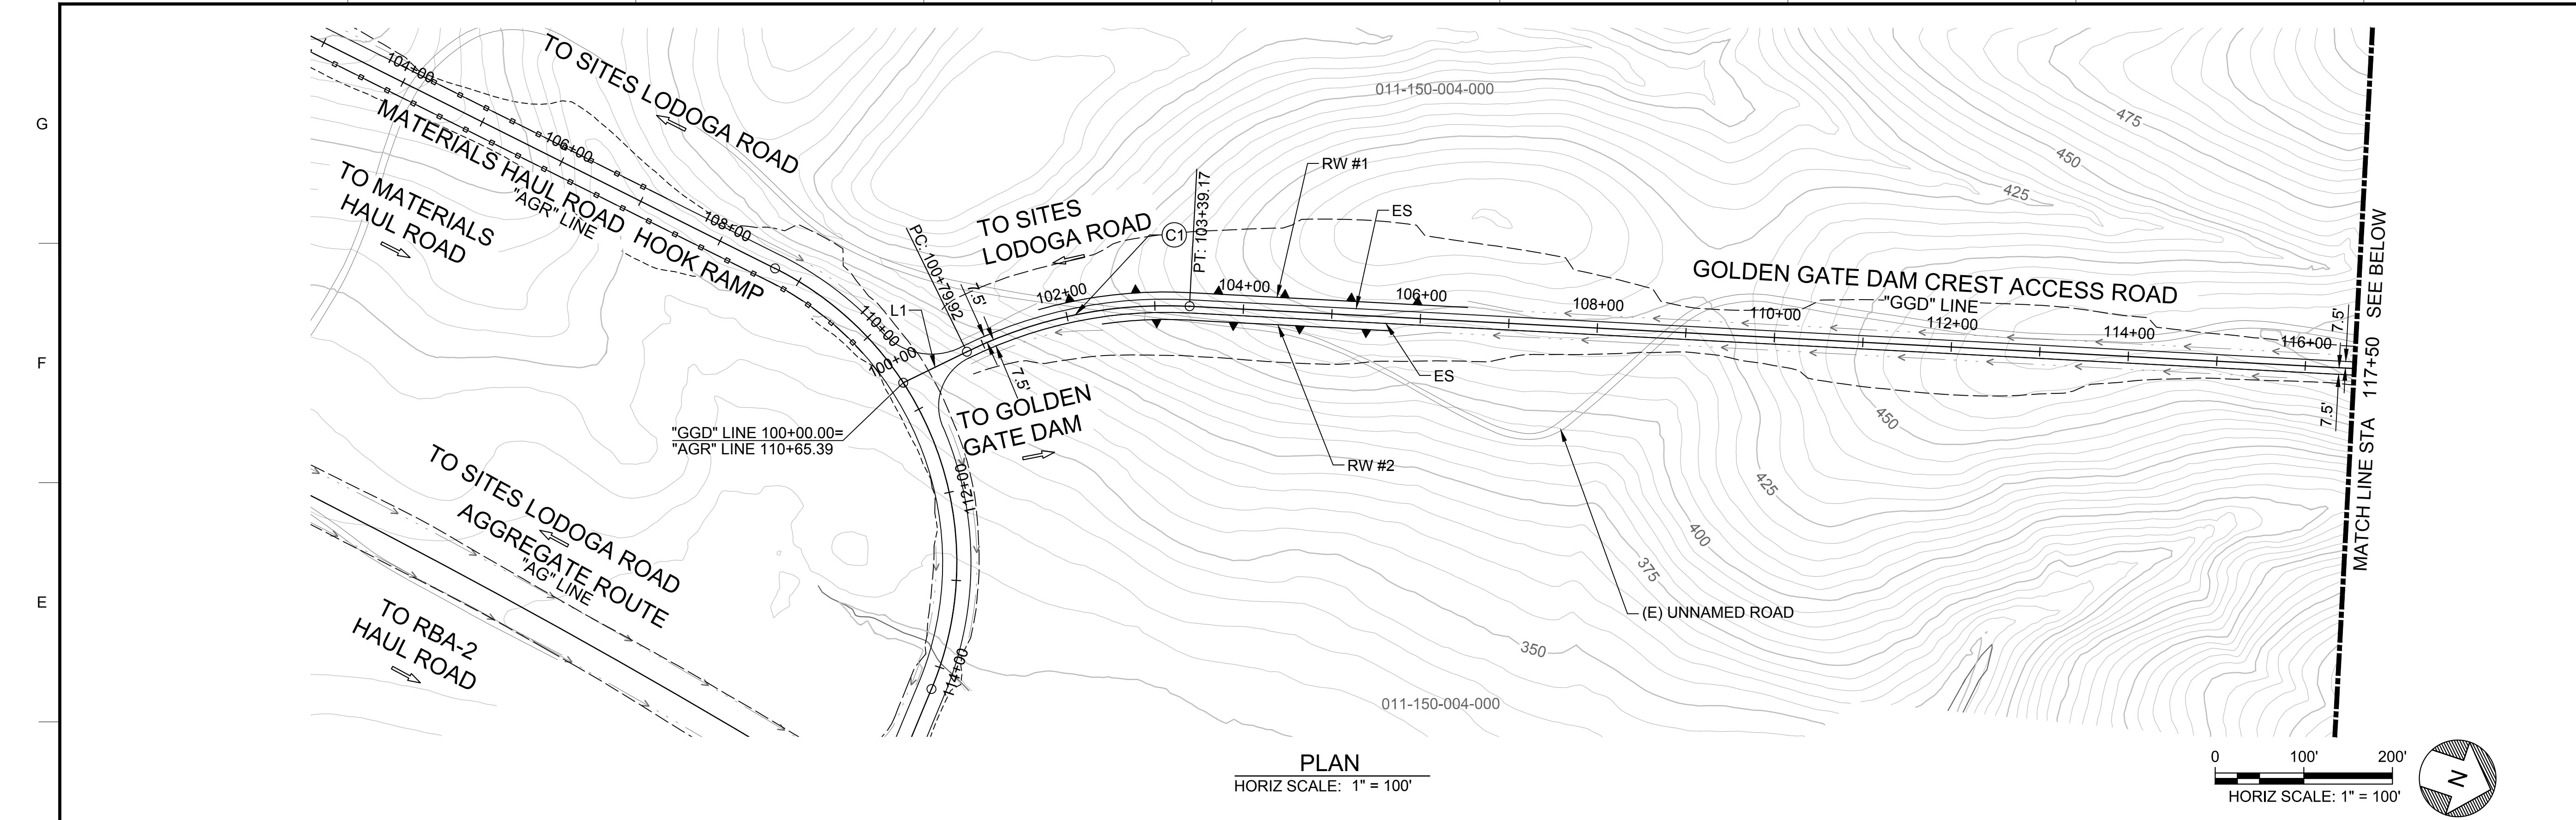 G
F
E
104+00
106+00
108+00
110+00
112+00
114+00
MATERIALS HAUL ROAD HOOK RAMP
"AGR" LINE
TO SITES LODOGA ROAD
TO MATERIALS
HAUL ROAD
011-150-004-000
475
450
425
RW #1
ES
PT: 103+39.17
C1
TO SITES
LODOGA ROAD
PC: 100+79.92
7.5'
L1
100+00
102+00
104+00
106+00
108+00
110+00
112+00
114+00
116+00
GOLDEN GATE DAM CREST ACCESS ROAD
"GGD" LINE
7.5'
7.5'
7.5'
MATCH LINE STA 117+50 SEE BELOW
ES
TO GOLDEN
GATE DAM
"GGD" LINE 100+00.00=
"AGR" LINE 110+65.39
RW #2
450
425
400
375
350
(E) UNNAMED ROAD
TO SITES LODOGA ROAD
AGGREGATE ROUTE
"AG" LINE
TO RBA-2
HAUL ROAD
011-150-004-000
PLAN
HORIZ SCALE: 1" = 100'
0 100' 200'
HORIZ SCALE: 1" = 100'
N